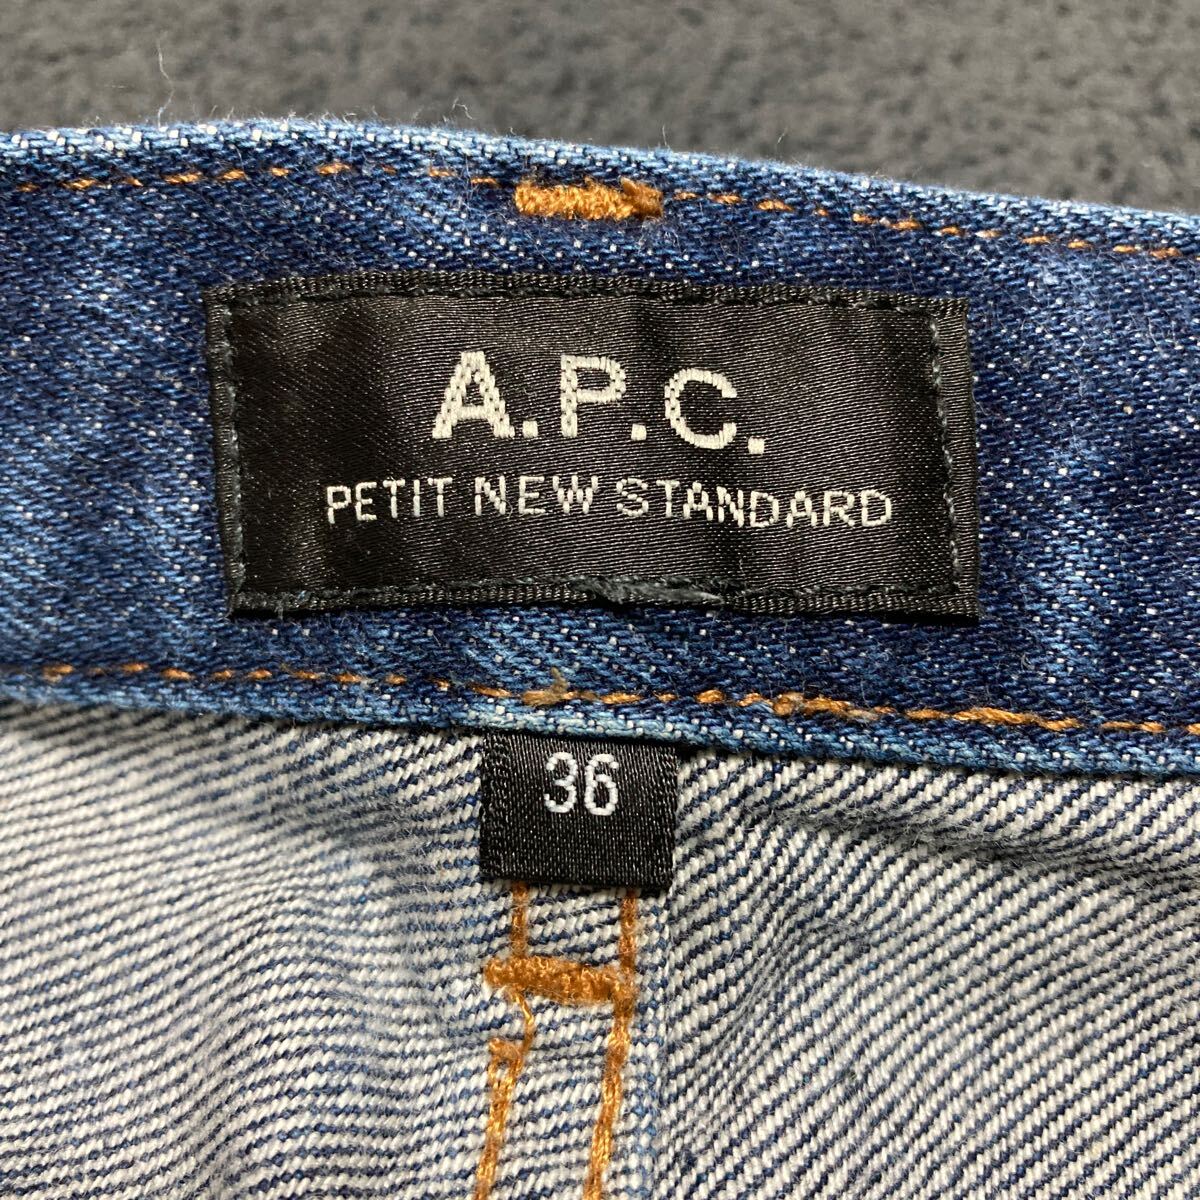 A.P.C.
PETIT NEW STANDARD
36